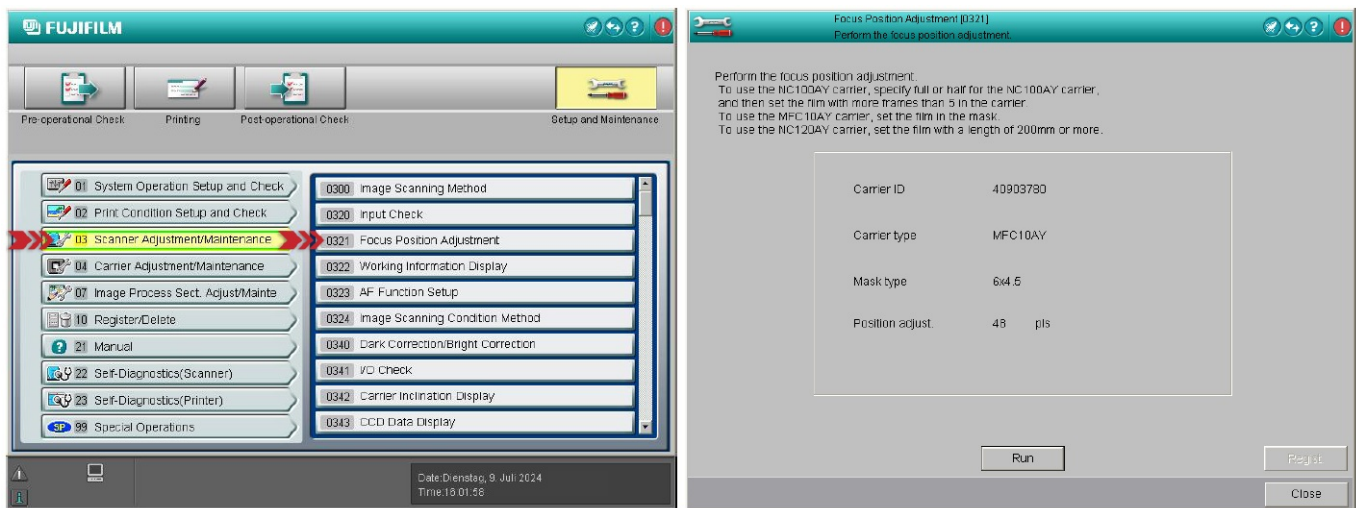 FUJIFILM
Pre-operational Check
Printing
Post-operational Check
Setup and Maintenance
01 System Operation Setup and Check
02 Print Condition Setup and Check
03 Scanner Adjustment/Maintenance
04 Carrier Adjustment/Maintenance
07 Image Process Sect. Adjust/Mainte
10 Register/Delete
21 Manual
22 Self-Diagnostics(Scanner)
23 Self-Diagnostics(Printer)
SP 99 Special Operations
0300 Image Scanning Method
0320 Input Check
0321 Focus Position Adjustment
0322 Working Information Display
0323 AF Function Setup
0324 Image Scanning Condition Method
0340 Dark Correction/Bright Correction
0341 I/O Check
0342 Carrier Inclination Display
0343 CCD Data Display
Date:Dienstag, 9. Juli 2024
Time:16:01:58
Focus Position Adjustment [0321]
Perform the focus position adjustment.
Perform the focus position adjustment.
To use the NC100AY carrier, specify full or half for the NC100AY carrier,
and then set the film with more frames than 5 in the carrier.
To use the MFC10AY carrier, set the film in the mask.
To use the NC120AY carrier, set the film with a length of 200mm or more.
Carrier ID 40903780
Carrier type MFC10AY
Mask type 6x4.5
Position adjust. 48 pls
Run
Regist
Close